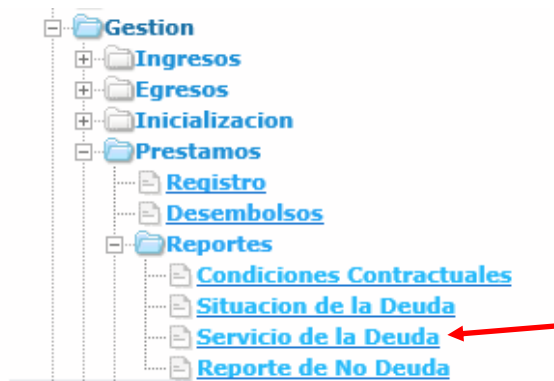 Gestion
Ingresos
Egresos
Inicializacion
Prestamos
Registro
Desembolsos
Reportes
Condiciones Contractuales
Situacion de la Deuda
Servicio de la Deuda
Reporte de No Deuda